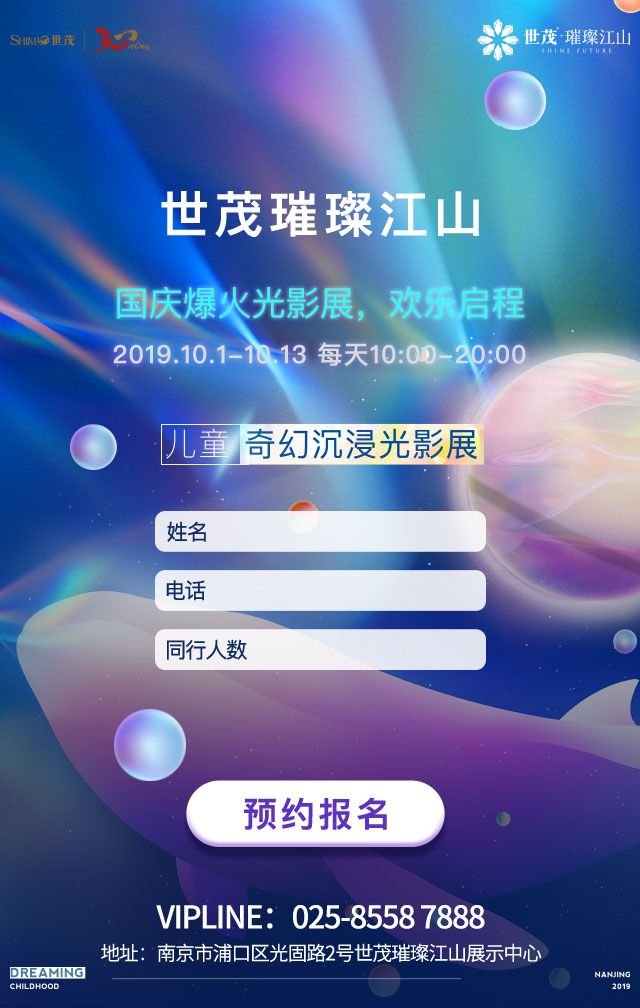 SHIMAO 世茂
30
世茂·璀璨江山
SHINE FUTURE
世茂璀璨江山
国庆爆火光影展，欢乐启程
2019.10.1-10.13 每天10:00-20:00
儿童 奇幻沉浸光影展
姓名
电话
同行人数
预约报名
VIPLINE：025-8558 7888
地址：南京市浦口区光固路2号世茂璀璨江山展示中心
DREAMING
CHILDHOOD
NANJING
2019